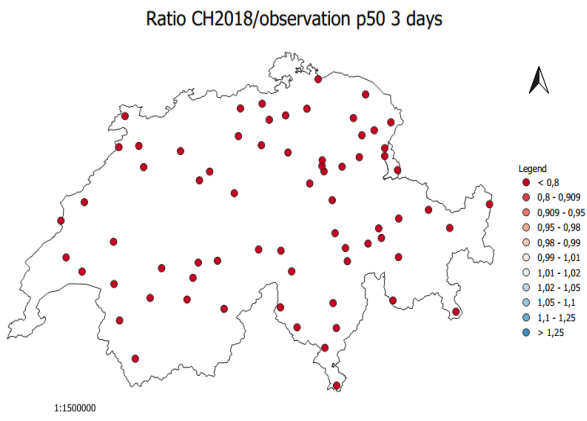 Ratio CH2018/observation p50 3 days
Legend
< 0,8
0,8 - 0,909
0,909 - 0,95
0,95 - 0,98
0,98 - 0,99
0,99 - 1,01
1,01 - 1,02
1,02 - 1,05
1,05 - 1,1
1,1 - 1,25
> 1,25
1:1500000